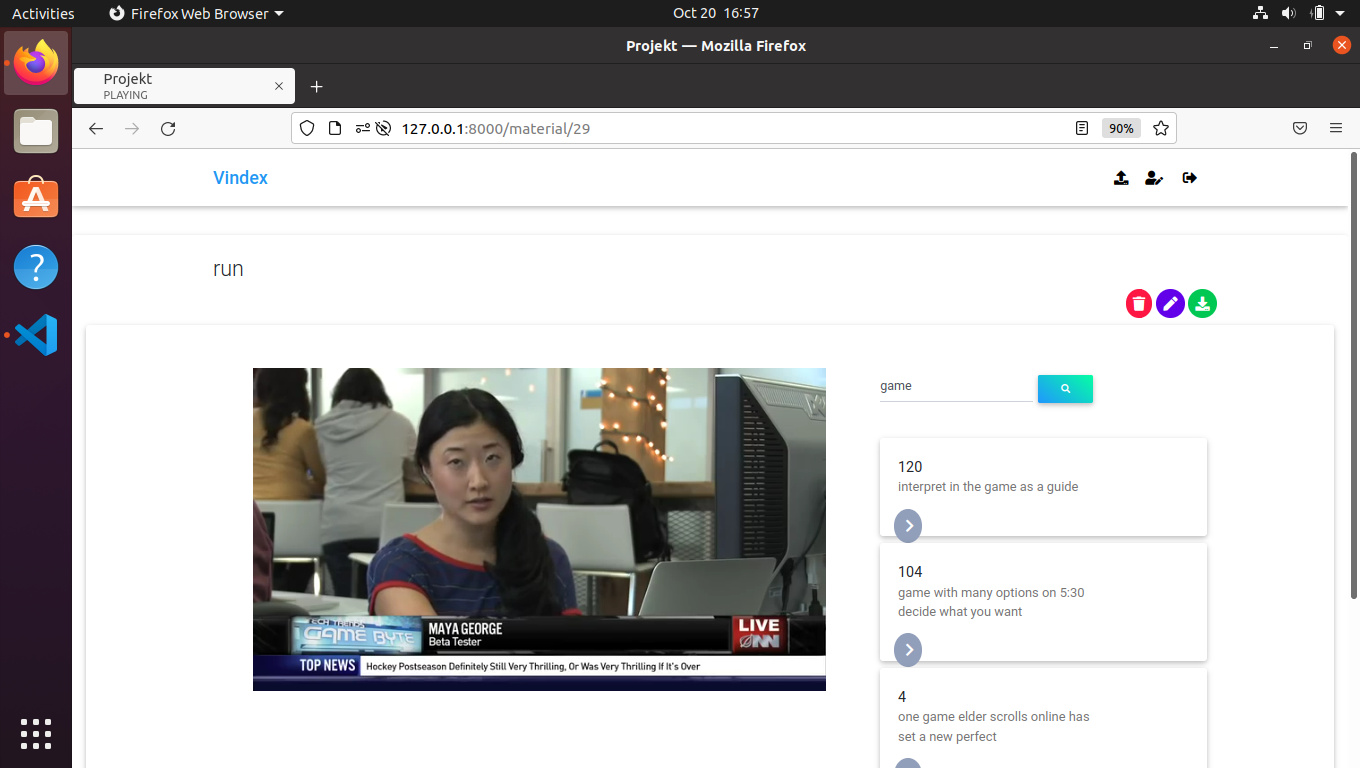 Activities
Firefox Web Browser
Oct 20 16:57
Projekt — Mozilla Firefox
Projekt
PLAYING
127.0.0.1:8000/material/29
90%
Vindex
run
game
120
interpret in the game as a guide
104
game with many options on 5:30
decide what you want
4
one game elder scrolls online has
set a new perfect
TECH TRENDS
GAME BYTE
MAYA GEORGE
Beta Tester
LIVE
ONN
TOP NEWS
Hockey Postseason Definitely Still Very Thrilling, Or Was Very Thrilling If It's Over